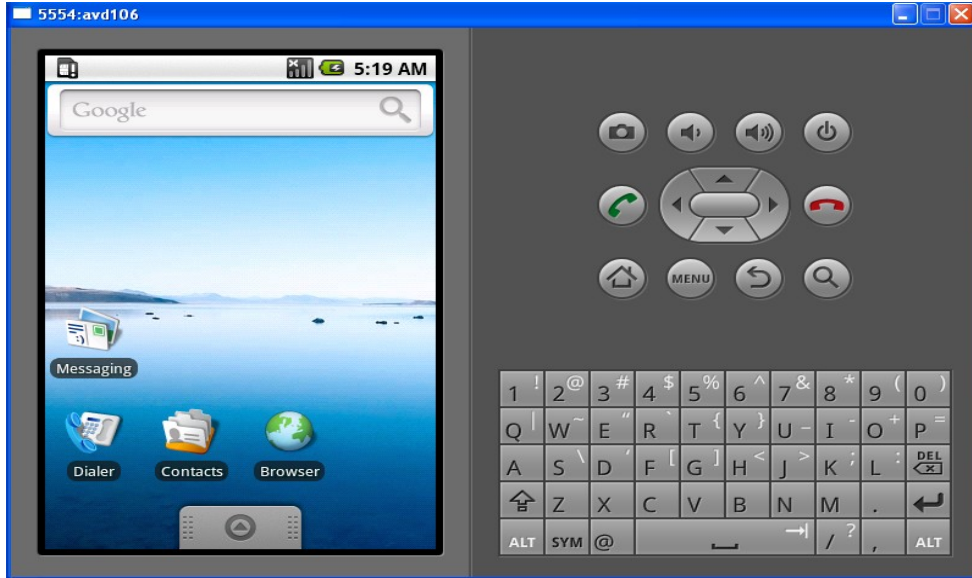 5554:avd106
5:19 AM
Google
Messaging
Dialer Contacts Browser
MENU
1 ! 2 @ 3 # 4 $ 5 % 6 ^ 7 & 8 * 9 ( 0 )
Q | W ~ E " R ` T { Y } U - I - O + P =
A S \ D ' F [ G ] H < J > K ; L : DEL
Z X C V B N M .
ALT SYM @ / ? , ALT